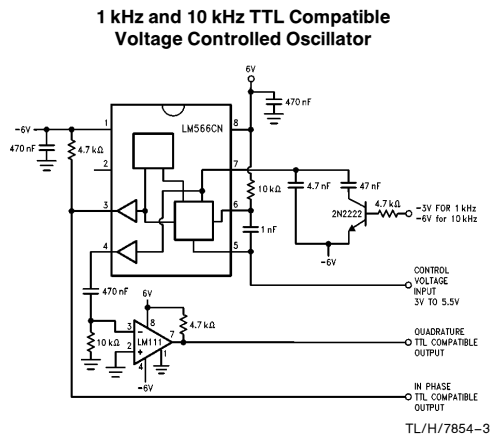 1 kHz and 10 kHz TTL Compatible
Voltage Controlled Oscillator
6V
470 nF
-6V
1
LM566CN
8
470 nF
4.7 kΩ
2
7
10 kΩ
4.7 nF
47 nF
4.7 kΩ
-3V FOR 1 kHz
-6V for 10 kHz
2N2222
3
6
1 nF
4
5
-6V
CONTROL
VOLTAGE
INPUT
3V TO 5.5V
470 nF
6V
8
4.7 kΩ
3
7
10 kΩ
LM111
2
1
4
-6V
QUADRATURE
TTL COMPATIBLE
OUTPUT
IN PHASE
TTL COMPATIBLE
OUTPUT
TL/H/7854-3